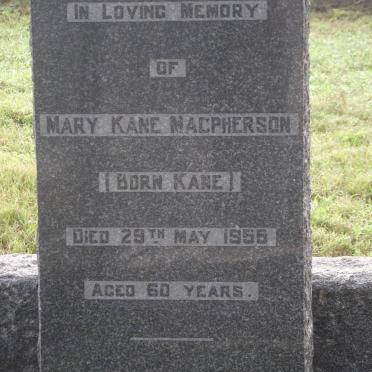 In Loving Memory
OF
Mary Kane Macpherson
[Born Kane]
Died 29TH May 1956
Aged 60 Years.